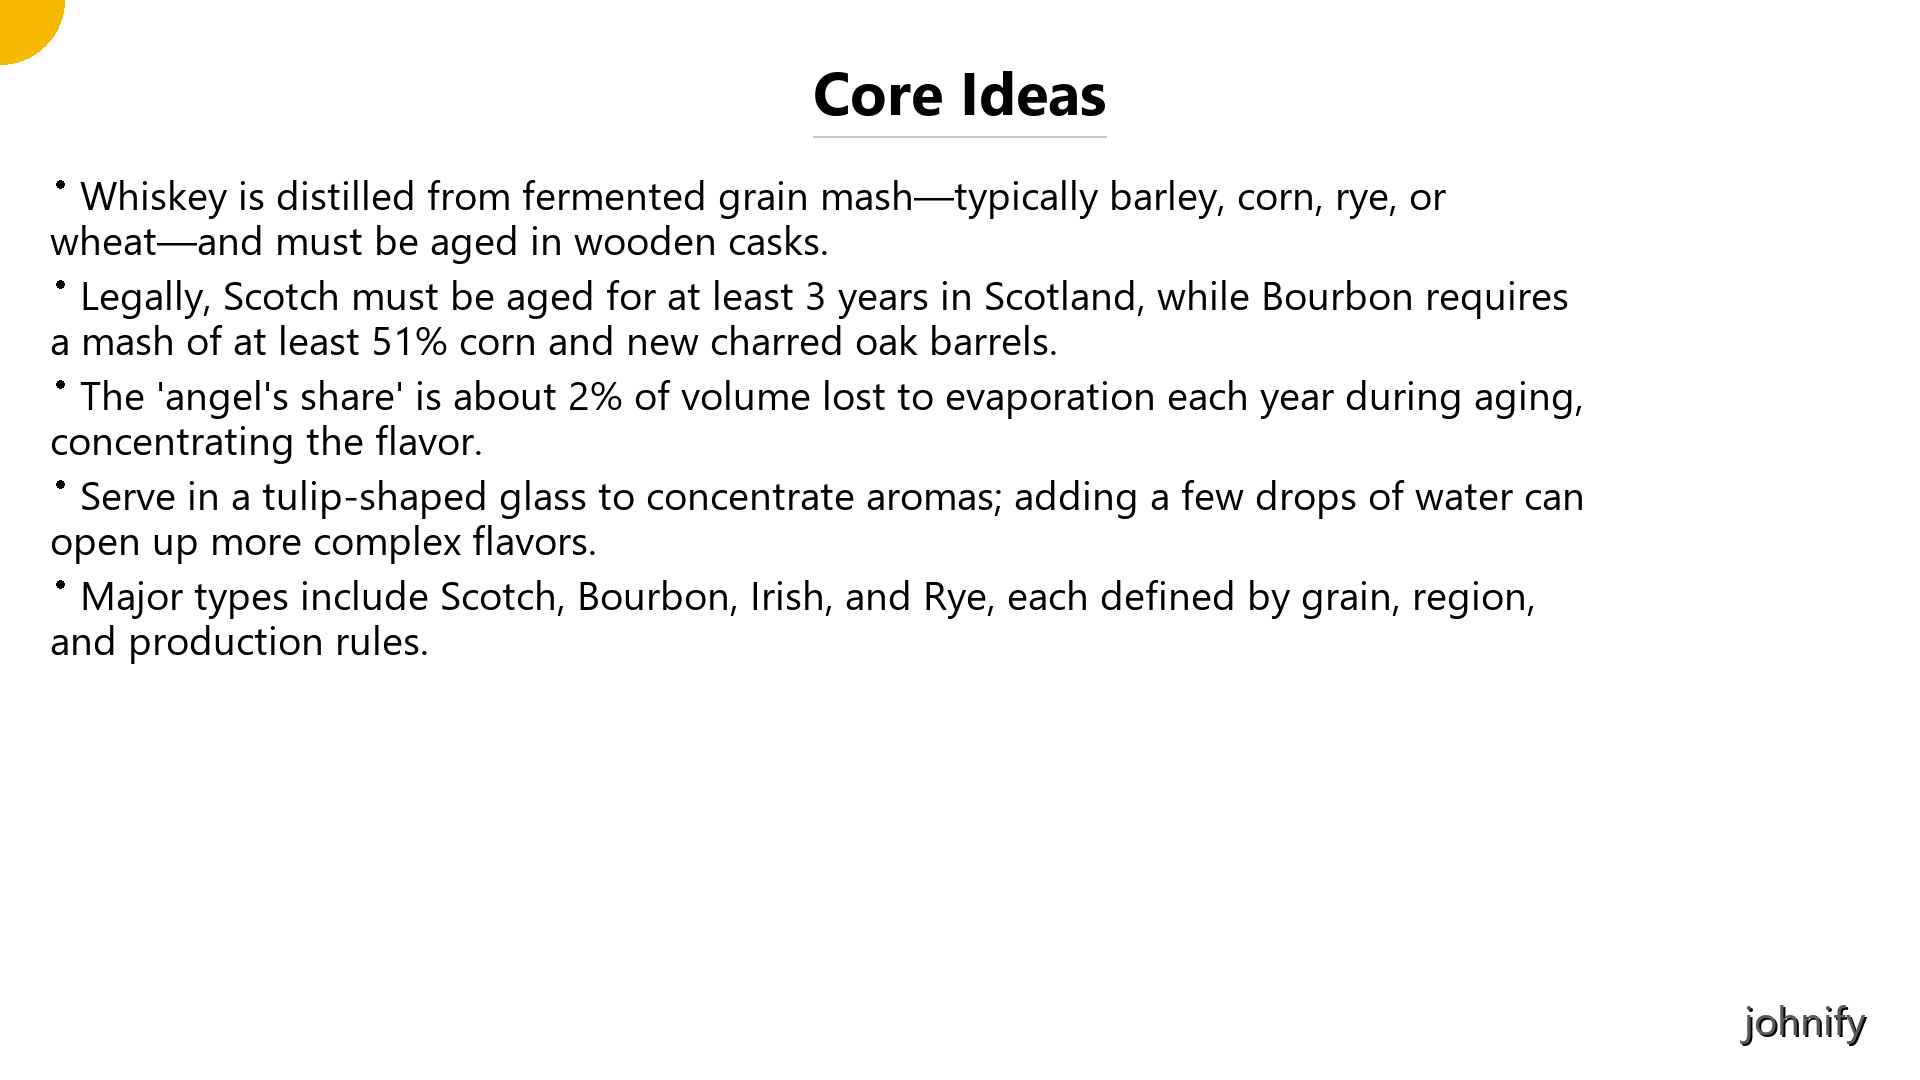 Core Ideas
• Whiskey is distilled from fermented grain mash—typically barley, corn, rye, or
wheat—and must be aged in wooden casks.
• Legally, Scotch must be aged for at least 3 years in Scotland, while Bourbon requires
a mash of at least 51% corn and new charred oak barrels.
• The 'angel's share' is about 2% of volume lost to evaporation each year during aging,
concentrating the flavor.
• Serve in a tulip-shaped glass to concentrate aromas; adding a few drops of water can
open up more complex flavors.
• Major types include Scotch, Bourbon, Irish, and Rye, each defined by grain, region,
and production rules.
johnify